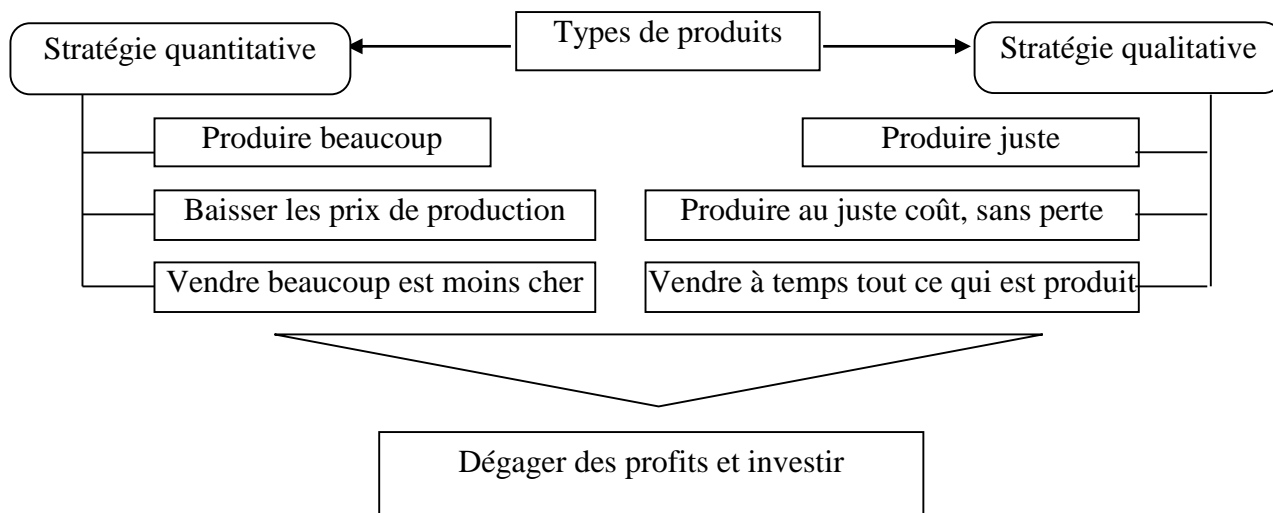 Types de produits
Stratégie quantitative
Stratégie qualitative
Produire beaucoup
Produire juste
Baisser les prix de production
Produire au juste coût, sans perte
Vendre beaucoup est moins cher
Vendre à temps tout ce qui est produit
Dégager des profits et investir